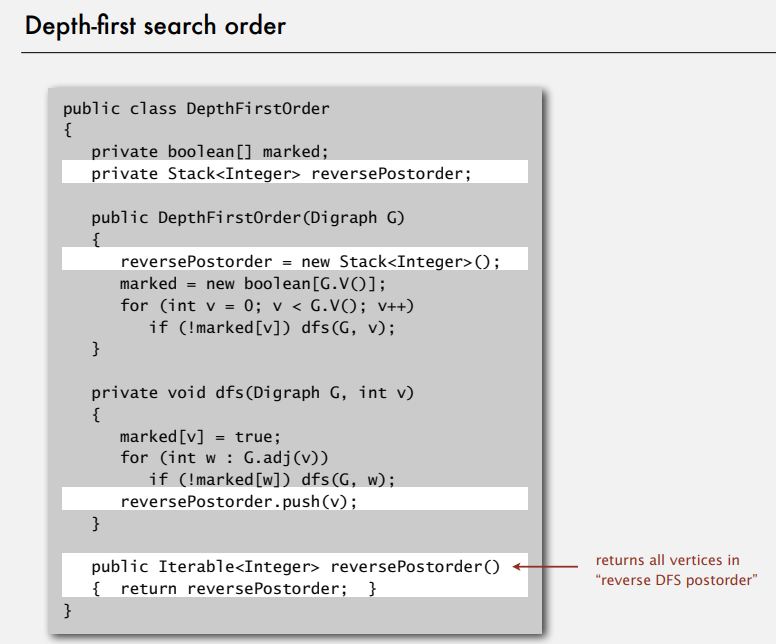 Depth-first search order
public class DepthFirstOrder
{
private boolean[] marked;
private Stack<Integer> reversePostorder;
public DepthFirstOrder(Digraph G)
{
reversePostorder = new Stack<Integer>();
marked = new boolean[G.V()];
for (int v = 0; v < G.V(); v++)
if (!marked[v]) dfs(G, v);
}
private void dfs(Digraph G, int v)
{
marked[v] = true;
for (int w : G.adj(v))
if (!marked[w]) dfs(G, w);
reversePostorder.push(v);
}
public Iterable<Integer> reversePostorder()
{ return reversePostorder; }
}
returns all vertices in
“reverse DFS postorder”